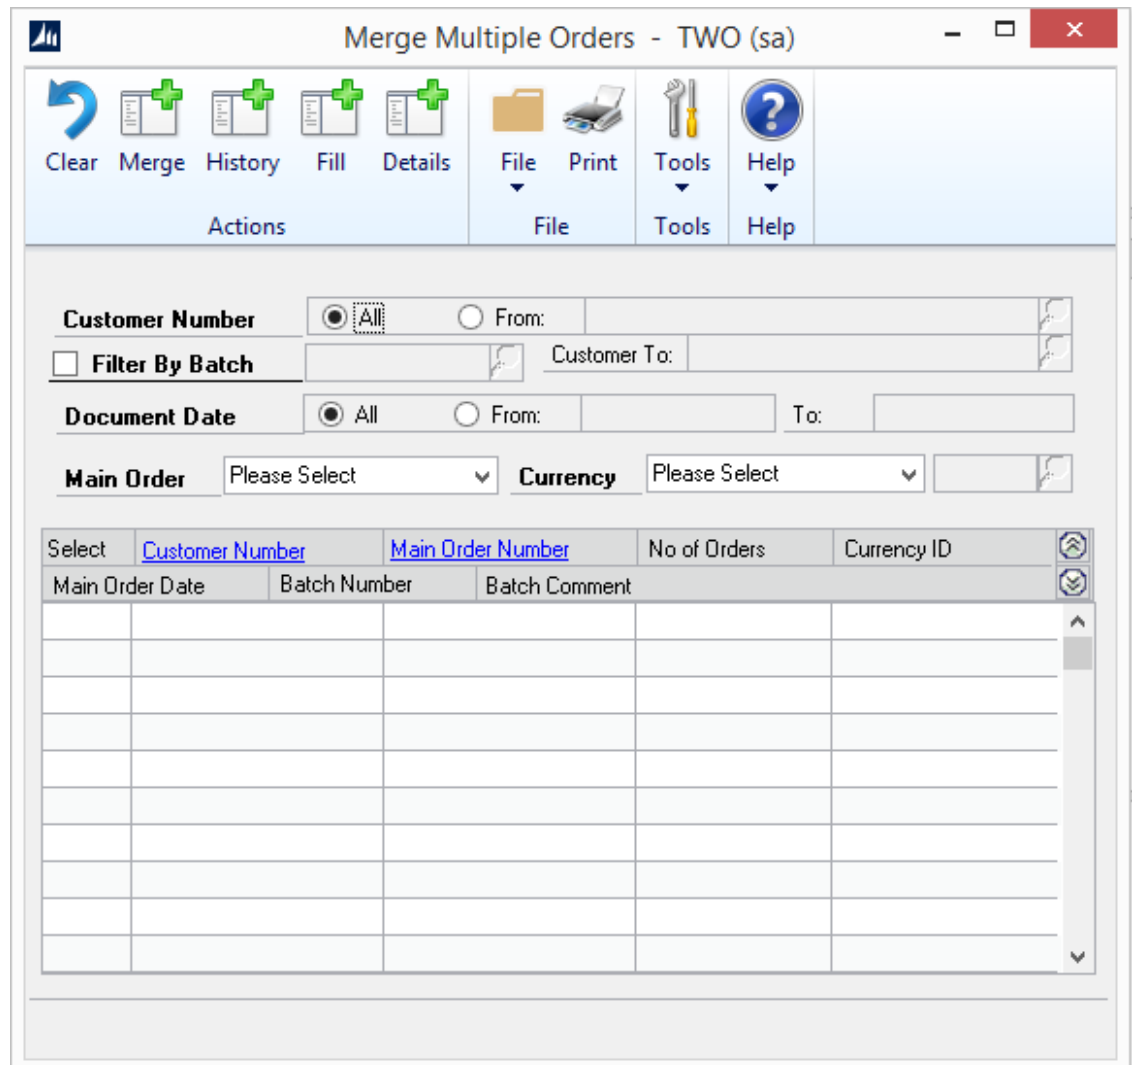 Merge Multiple Orders - TWO (sa)
Clear Merge History Fill Details File Print Tools Help
Actions File Tools Help
Customer Number All From:
Filter By Batch Customer To:
Document Date All From: To:
Main Order Please Select Currency Please Select
Select Customer Number Main Order Number No of Orders Currency ID
Main Order Date Batch Number Batch Comment